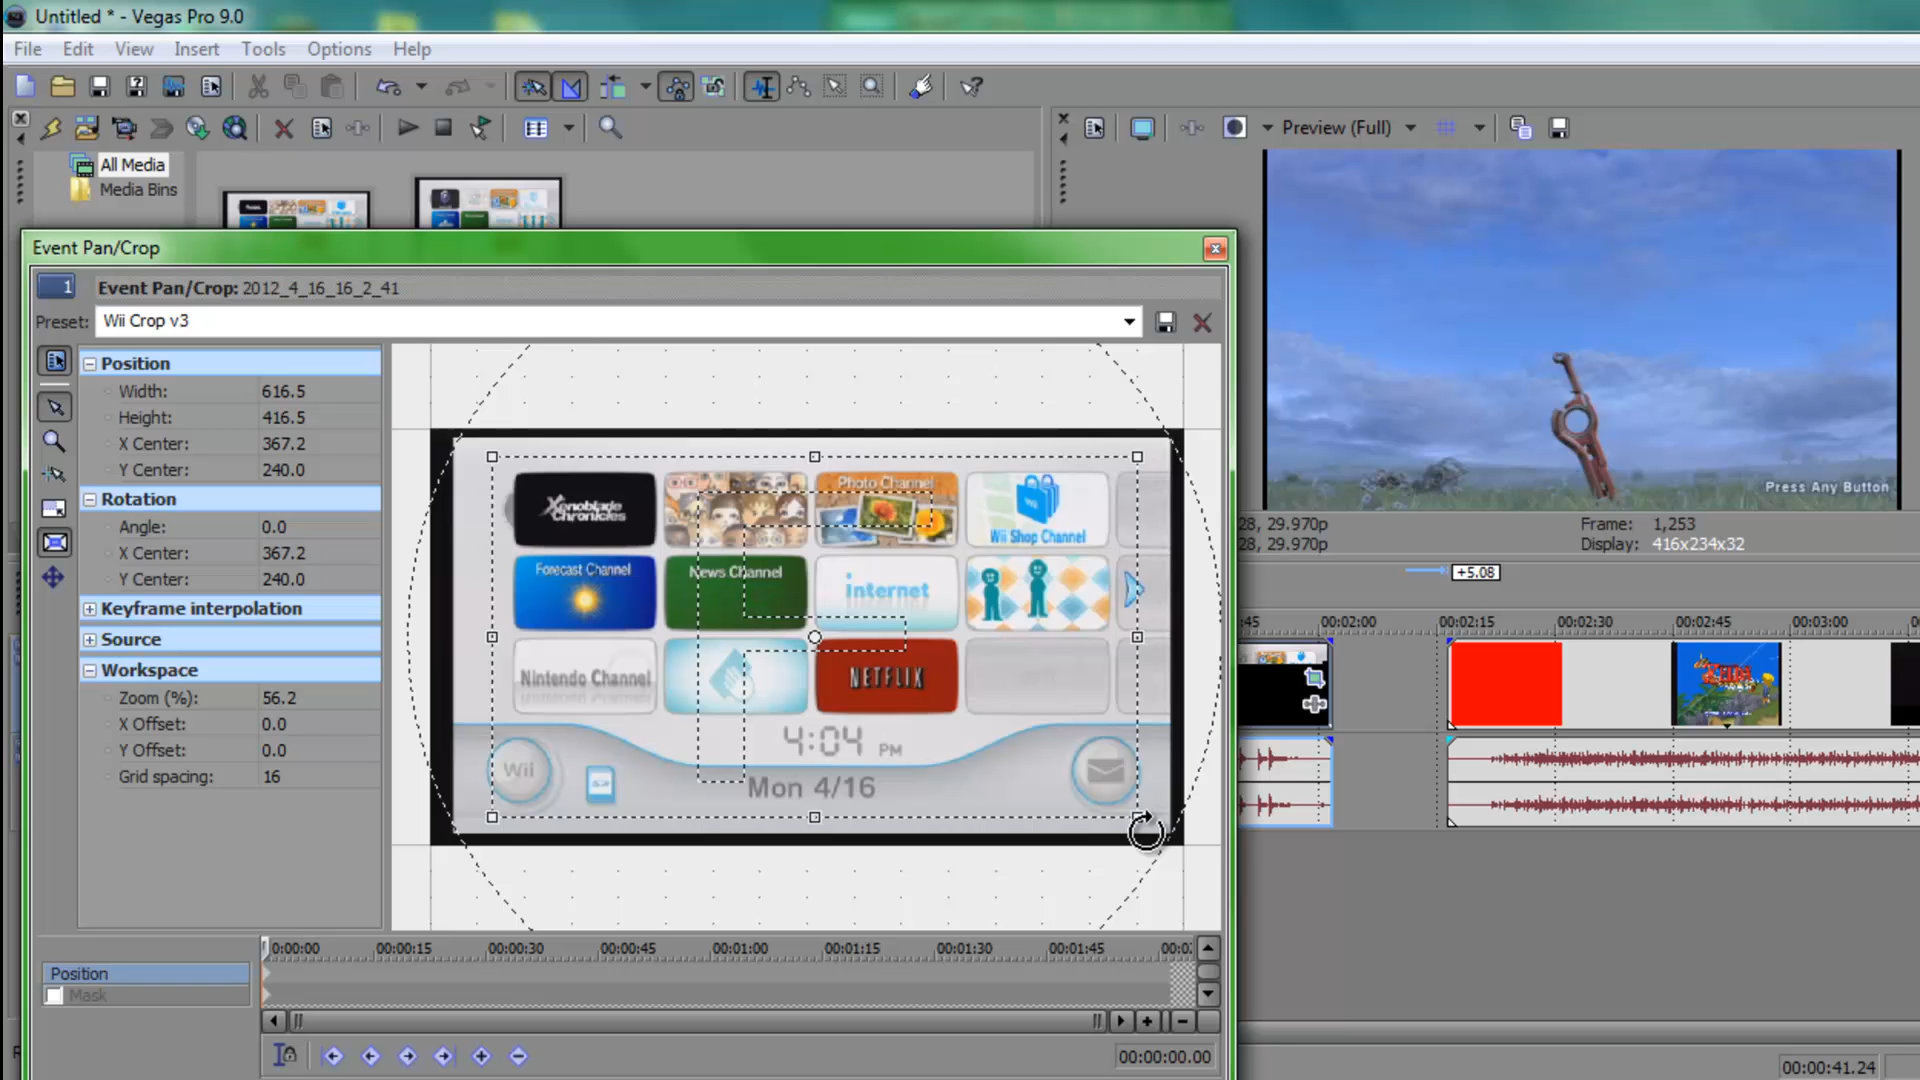 Untitled * - Vegas Pro 9.0
File Edit View Insert Tools Options Help
Preview (Full)
All Media
Media Bins
Event Pan/Crop
1 Event Pan/Crop: 2012_4_16_16_2_41
Preset: Wii Crop v3
Position
Width: 616.5
Height: 416.5
X Center: 367.2
Y Center: 240.0
Rotation
Angle: 0.0
X Center: 367.2
Y Center: 240.0
Keyframe interpolation
Source
Workspace
Zoom (%): 56.2
X Offset: 0.0
Y Offset: 0.0
Grid spacing: 16
Xenoblade Chronicles
Photo Channel
Wii Shop Channel
Forecast Channel
News Channel
internet
Nintendo Channel
NETFLIX
4:04 PM
Wii
Mon 4/16
Press Any Button
28, 29.970p
28, 29.970p
Frame: 1,253
Display: 416x234x32
+5.08
:45 00:02:00 00:02:15 00:02:30 00:02:45 00:03:00
ZELDA
0:00:00 00:00:15 00:00:30 00:00:45 00:01:00 00:01:15 00:01:30 00:01:45 00:0
Position
Mask
00:00:00.00
00:00:41.24